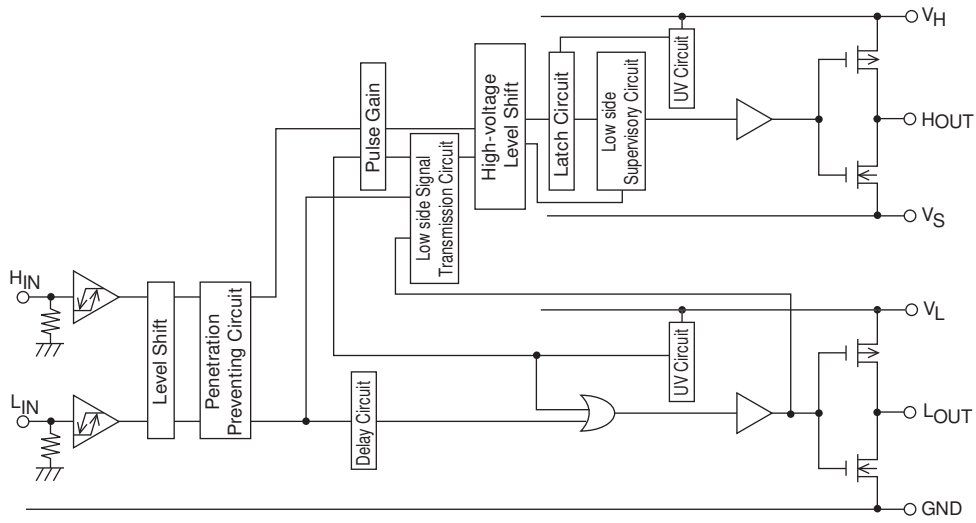 VH
UV Circuit
Pulse Gain
High-voltage
Level Shift
Latch Circuit
Low side
Supervisory Circuit
HOUT
Low side Signal
Transmission Circuit
VS
HIN
Level Shift
Penetration
Preventing Circuit
VL
UV Circuit
LIN
Delay Circuit
LOUT
GND